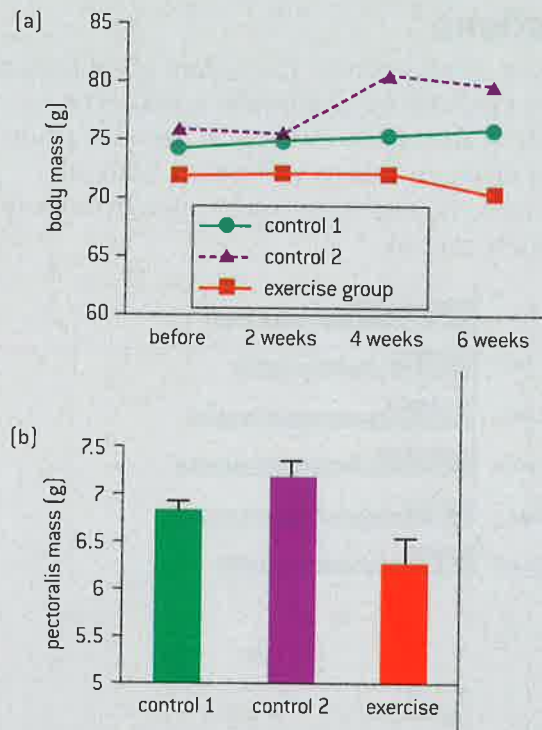 (a)
85
80
75
70
65
60
body mass (g)
control 1
control 2
exercise group
before 2 weeks 4 weeks 6 weeks
(b)
7.5
7
6.5
6
5.5
5
pectoralis mass (g)
control 1 control 2 exercise